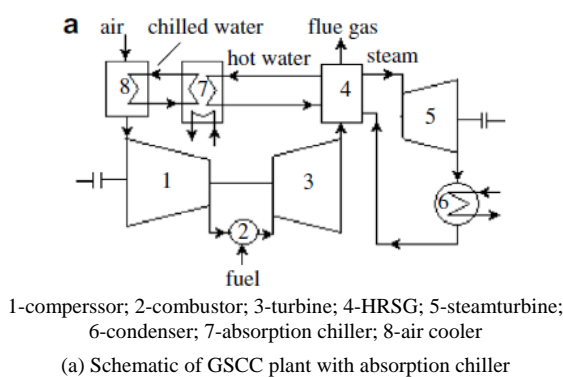 a air chilled water flue gas
hot water steam
8 7 4
5
1 3 6
2
fuel
1-comperssor; 2-combustor; 3-turbine; 4-HRSG; 5-steamturbine;
6-condenser; 7-absorption chiller; 8-air cooler
(a) Schematic of GSCC plant with absorption chiller